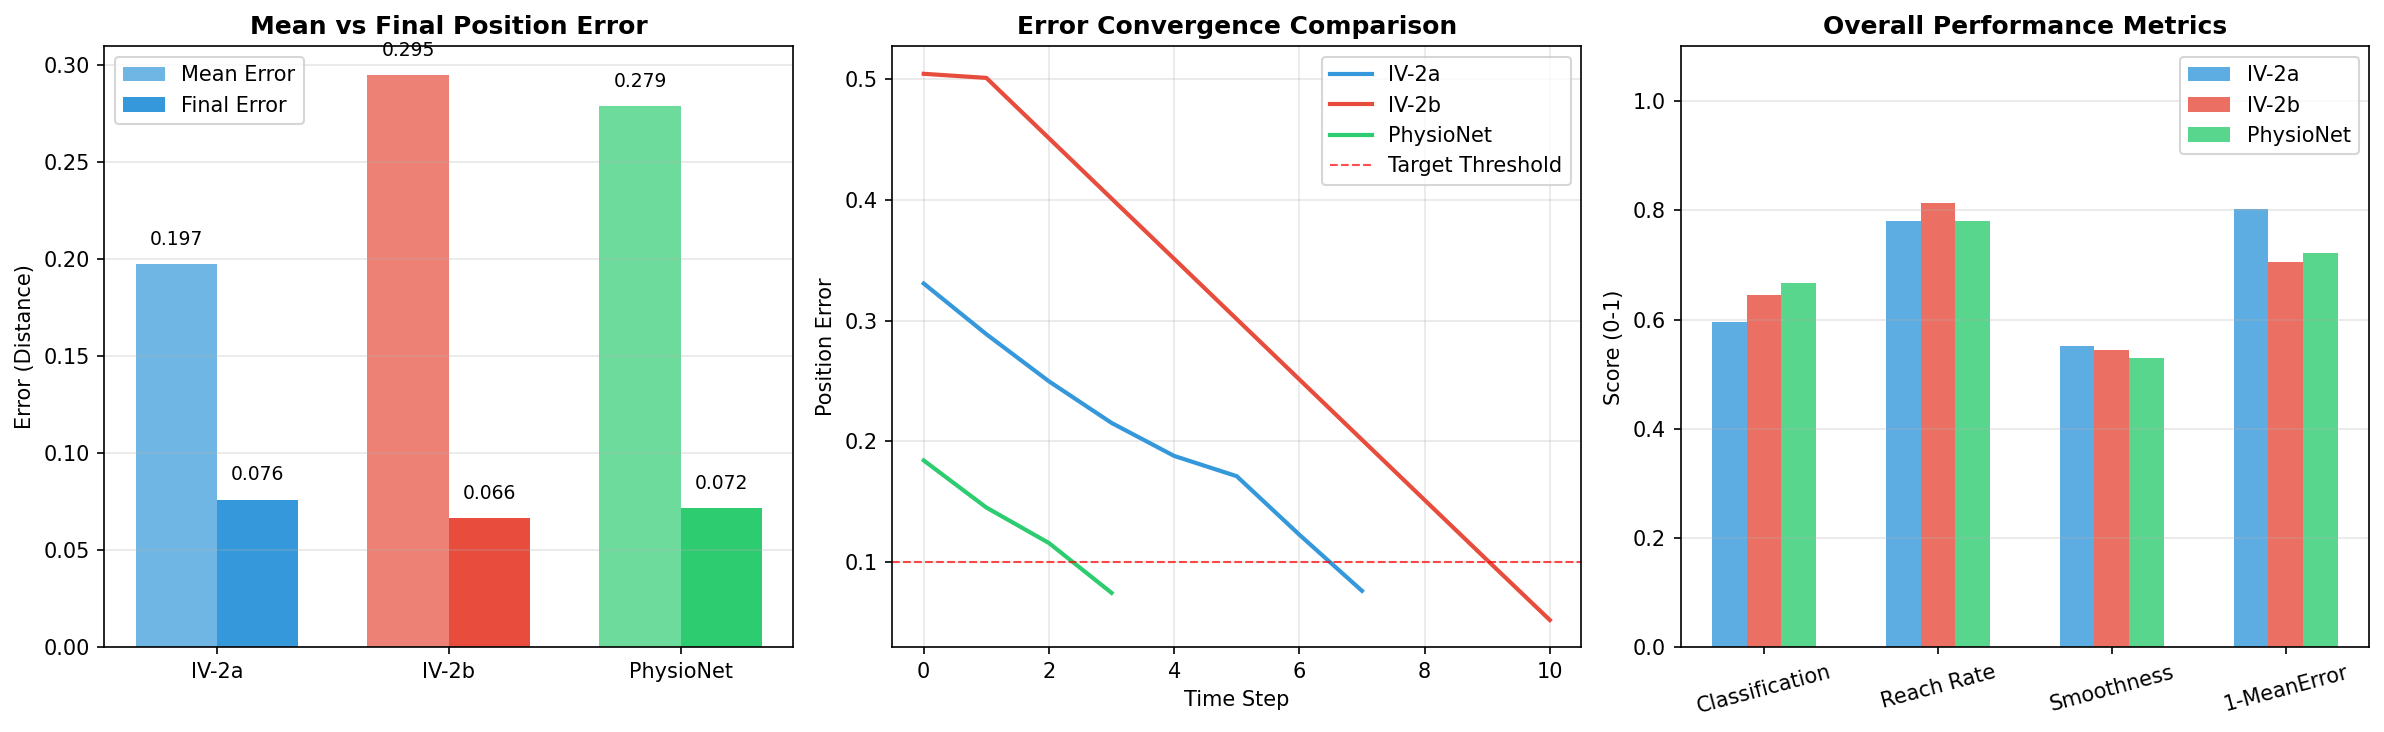 Mean vs Final Position Error
Mean Error
Final Error
0.197
0.076
0.295
0.066
0.279
0.072
0.30
0.25
0.20
0.15
0.10
0.05
0.00
Error (Distance)
IV-2a
IV-2b
PhysioNet
Error Convergence Comparison
IV-2a
IV-2b
PhysioNet
Target Threshold
0.5
0.4
0.3
0.2
0.1
Position Error
0
2
4
6
8
10
Time Step
Overall Performance Metrics
IV-2a
IV-2b
PhysioNet
1.0
0.8
0.6
0.4
0.2
0.0
Score (0-1)
Classification
Reach Rate
Smoothness
1-MeanError